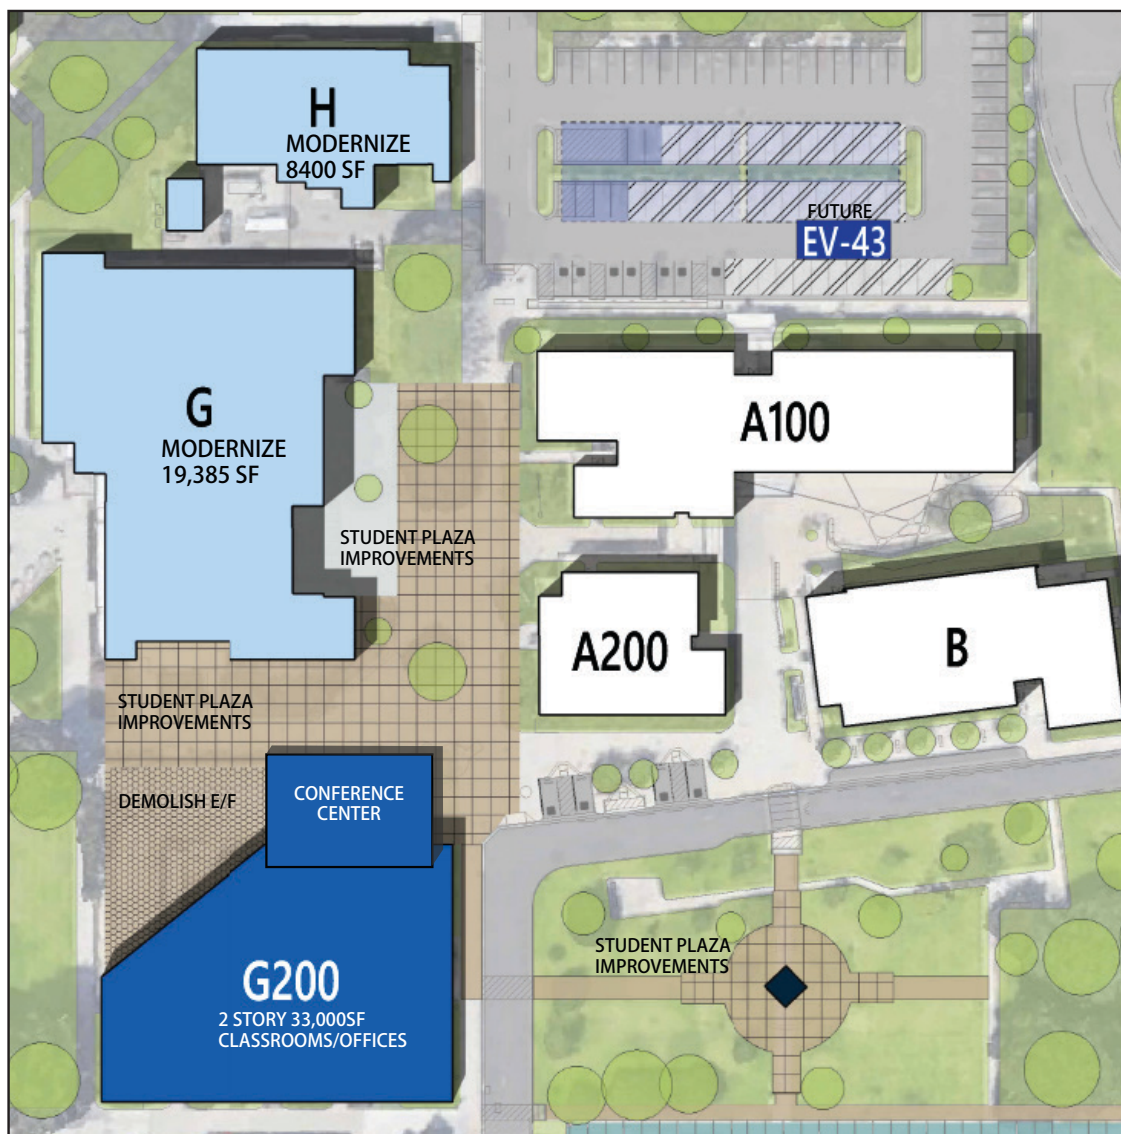 H
MODERNIZE
8400 SF
FUTURE
EV-43
G
MODERNIZE
19,385 SF
A100
STUDENT PLAZA
IMPROVEMENTS
A200
B
STUDENT PLAZA
IMPROVEMENTS
DEMOLISH E/F
CONFERENCE
CENTER
STUDENT PLAZA
IMPROVEMENTS
G200
2 STORY 33,000SF
CLASSROOMS/OFFICES